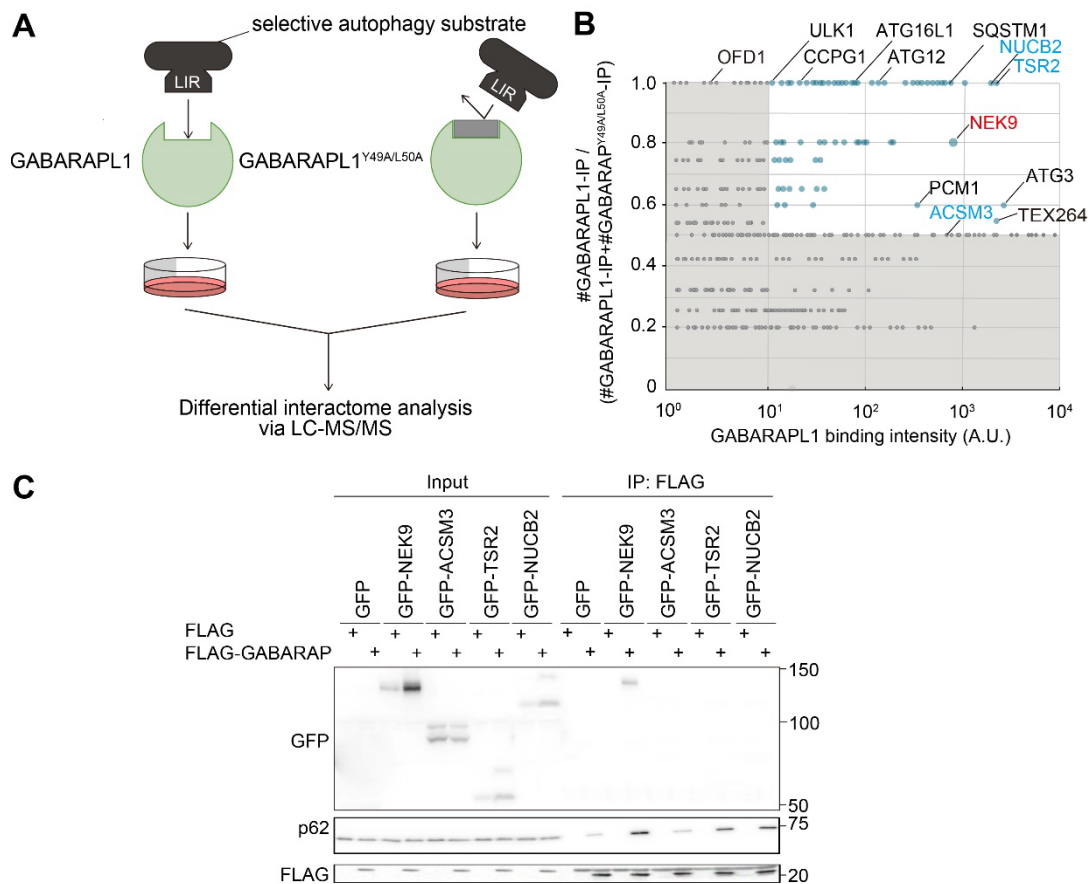 A
selective autophagy substrate
LIR
LIR
GABARAPL1
GABARAPL1Y49A/L50A
Differential interactome analysis
via LC-MS/MS
B
ULK1
ATG16L1
SQSTM1
NUCB2
OFD1
CCPG1
ATG12
TSR2
1.0
NEK9
0.8
PCM1
ATG3
0.6
ACSM3
TEX264
0.4
0.2
0
#GABARAPL1-IP /
(#GABARAPL1-IP+#GABARAPY49A/L50A-IP)
10⁰
10¹
10²
10³
10⁴
GABARAPL1 binding intensity (A.U.)
C
Input
IP: FLAG
GFP
GFP-NEK9
GFP-ACSM3
GFP-TSR2
GFP-NUCB2
GFP
GFP-NEK9
GFP-ACSM3
GFP-TSR2
GFP-NUCB2
FLAG + + + + + + + + + +
FLAG-GABARAP + + + + + + + + + +
150
100
GFP
50
p62
75
FLAG
20